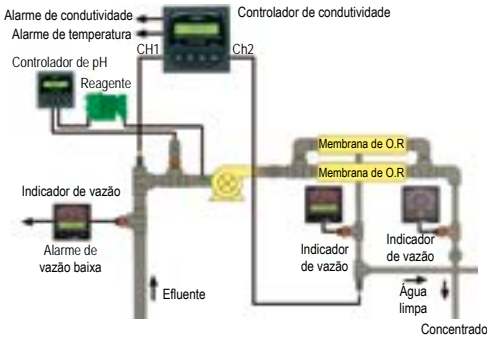 Alarme de condutividade
Controlador de condutividade
Alarme de temperatura
CH1
Ch2
Controlador de pH
Reagente
Membrana de O.R
Membrana de O.R
Indicador de vazão
Alarme de
vazão baixa
Indicador
de vazão
Indicador
de vazão
Efluente
Água
limpa
Concentrado